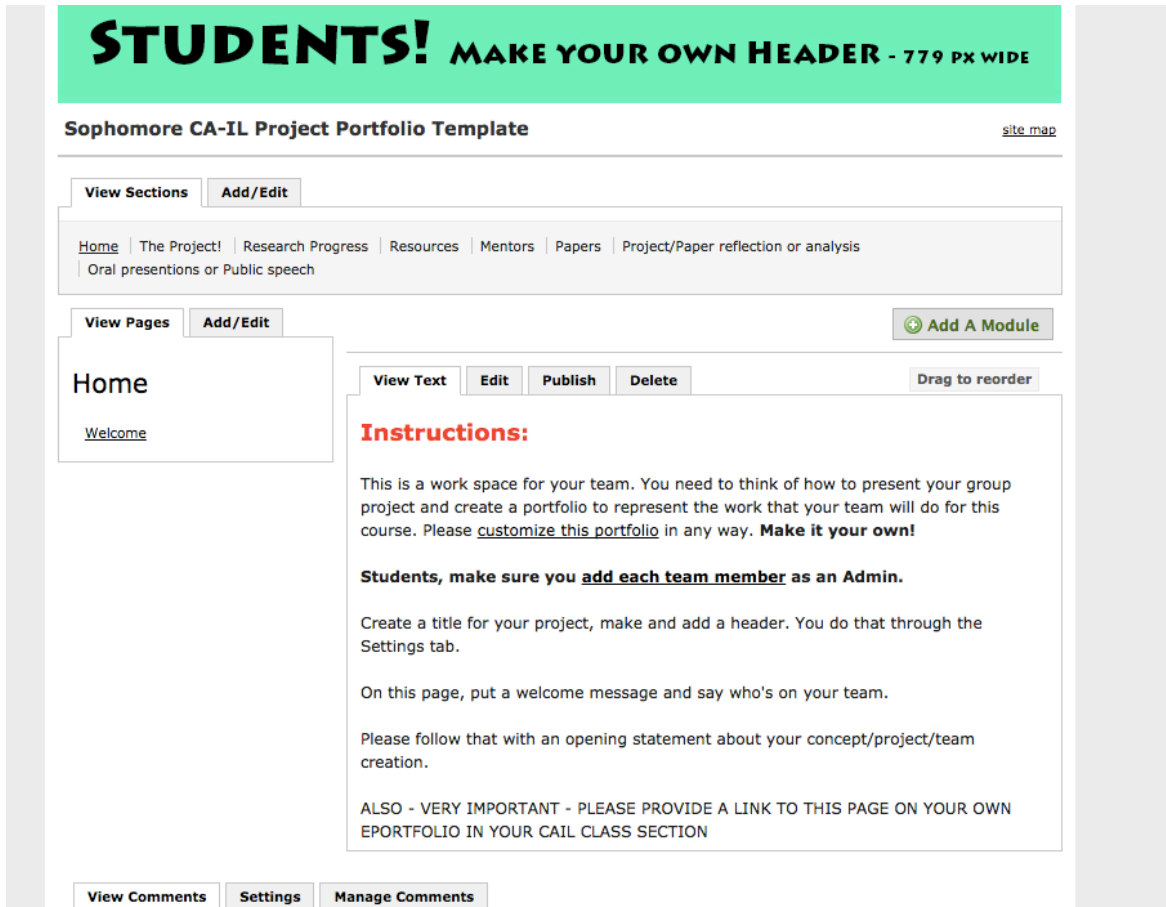 STUDENTS! MAKE YOUR OWN HEADER - 779 PX WIDE
Sophomore CA-IL Project Portfolio Template
site map
View Sections
Add/Edit
Home | The Project! | Research Progress | Resources | Mentors | Papers | Project/Paper reflection or analysis
| Oral presentions or Public speech
View Pages
Add/Edit
Add A Module
Home
Welcome
View Text
Edit
Publish
Delete
Drag to reorder
Instructions:
This is a work space for your team. You need to think of how to present your group
project and create a portfolio to represent the work that your team will do for this
course. Please customize this portfolio in any way. Make it your own!
Students, make sure you add each team member as an Admin.
Create a title for your project, make and add a header. You do that through the
Settings tab.
On this page, put a welcome message and say who's on your team.
Please follow that with an opening statement about your concept/project/team
creation.
ALSO - VERY IMPORTANT - PLEASE PROVIDE A LINK TO THIS PAGE ON YOUR OWN
EPORTFOLIO IN YOUR CAIL CLASS SECTION
View Comments
Settings
Manage Comments